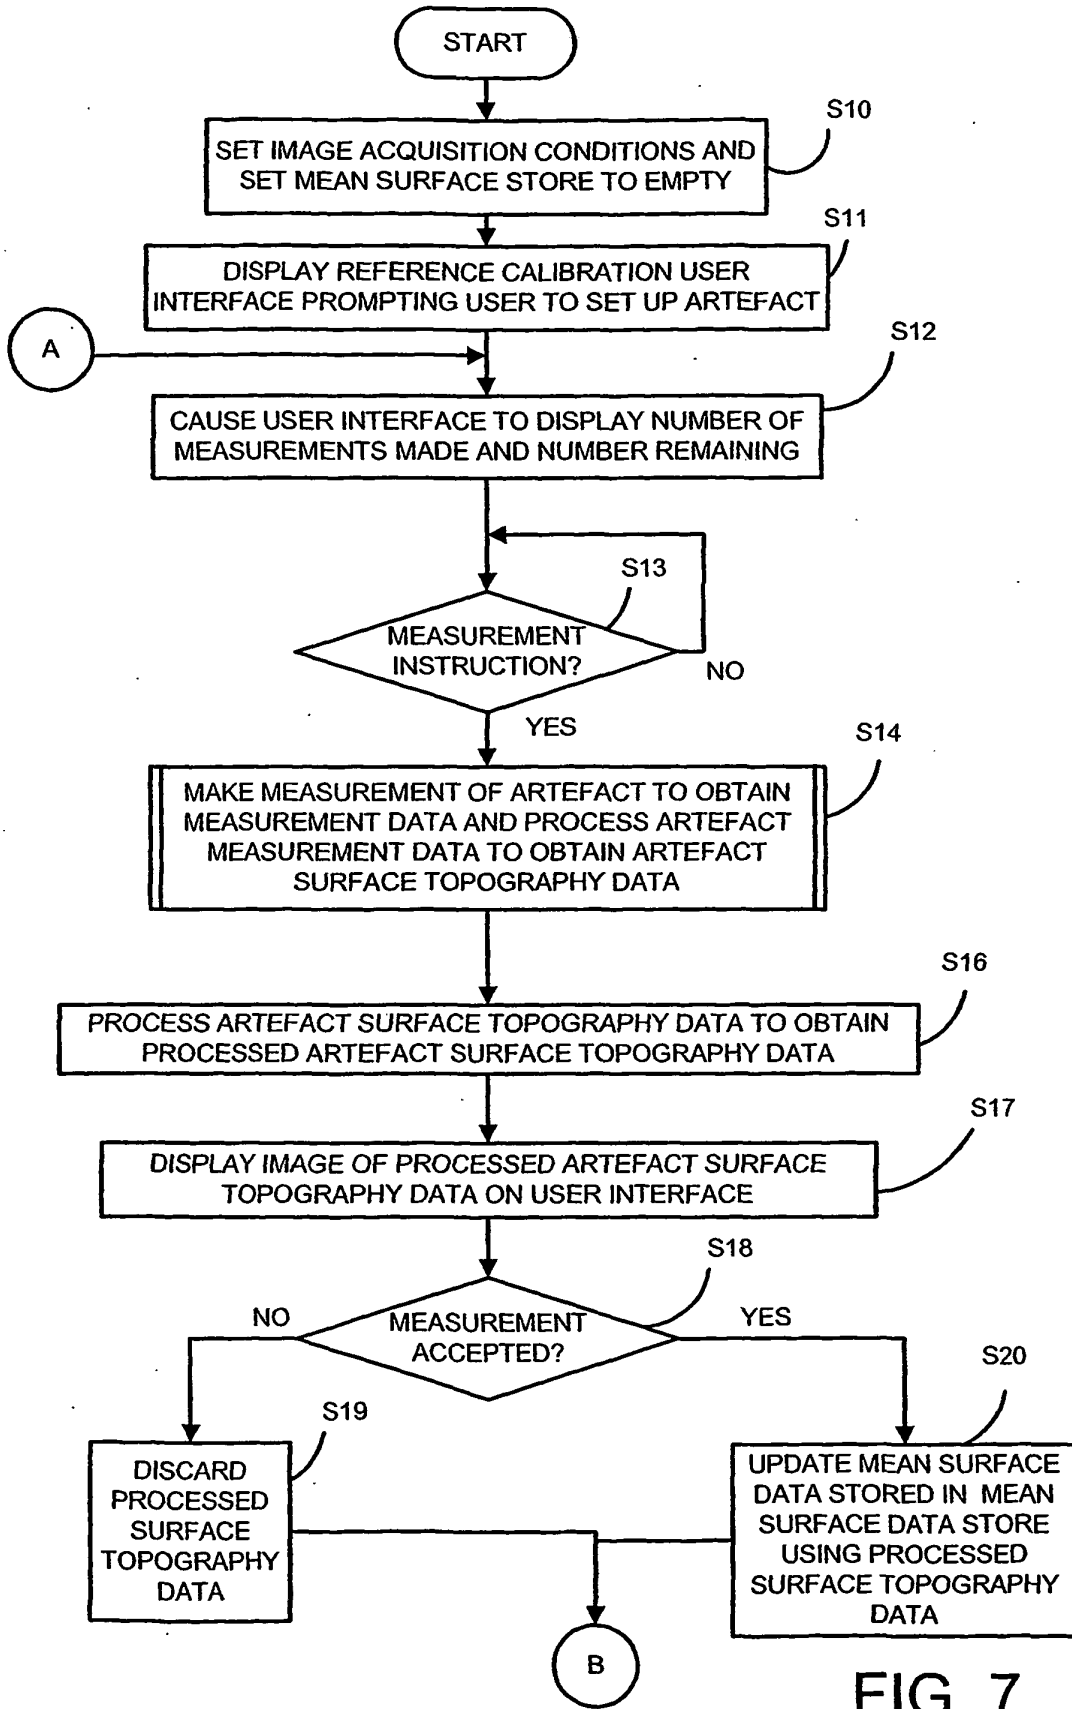 START
S10
SET IMAGE ACQUISITION CONDITIONS AND
SET MEAN SURFACE STORE TO EMPTY
S11
DISPLAY REFERENCE CALIBRATION USER
INTERFACE PROMPTING USER TO SET UP ARTEFACT
A
S12
CAUSE USER INTERFACE TO DISPLAY NUMBER OF
MEASUREMENTS MADE AND NUMBER REMAINING
S13
MEASUREMENT
INSTRUCTION?
NO
YES
S14
MAKE MEASUREMENT OF ARTEFACT TO OBTAIN
MEASUREMENT DATA AND PROCESS ARTEFACT
MEASUREMENT DATA TO OBTAIN ARTEFACT
SURFACE TOPOGRAPHY DATA
S16
PROCESS ARTEFACT SURFACE TOPOGRAPHY DATA TO OBTAIN
PROCESSED ARTEFACT SURFACE TOPOGRAPHY DATA
S17
DISPLAY IMAGE OF PROCESSED ARTEFACT SURFACE
TOPOGRAPHY DATA ON USER INTERFACE
S18
NO
MEASUREMENT
ACCEPTED?
YES
S19
DISCARD
PROCESSED
SURFACE
TOPOGRAPHY
DATA
S20
UPDATE MEAN SURFACE
DATA STORED IN MEAN
SURFACE DATA STORE
USING PROCESSED
SURFACE TOPOGRAPHY
DATA
B
FIG. 7